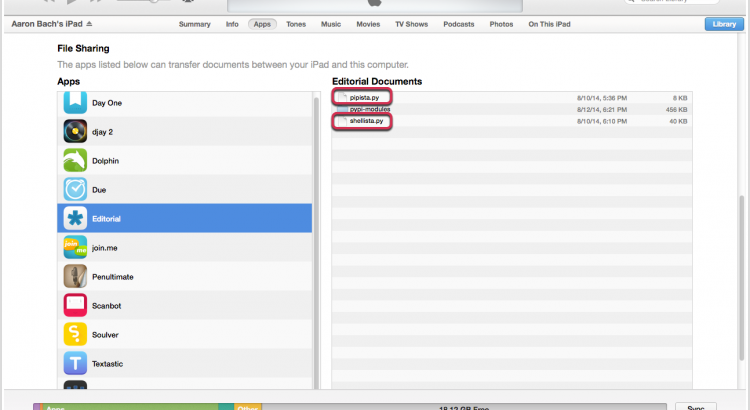 Search Library
Aaron Bach's iPad
Summary Info Apps Tones Music Movies TV Shows Podcasts Photos On This iPad
Library
File Sharing
The apps listed below can transfer documents between your iPad and this computer.
Apps
Day One
djay 2
Dolphin
Due
Editorial
join.me
Penultimate
Scanbot
Soulver
Textastic
Editorial Documents
pipista.py 8/10/14, 5:36 PM 8 KB
pypi-modules 8/12/14, 6:21 PM 456 KB
shellista.py 8/10/14, 6:10 PM 40 KB
Apps Other 18.12 GB Free Sync